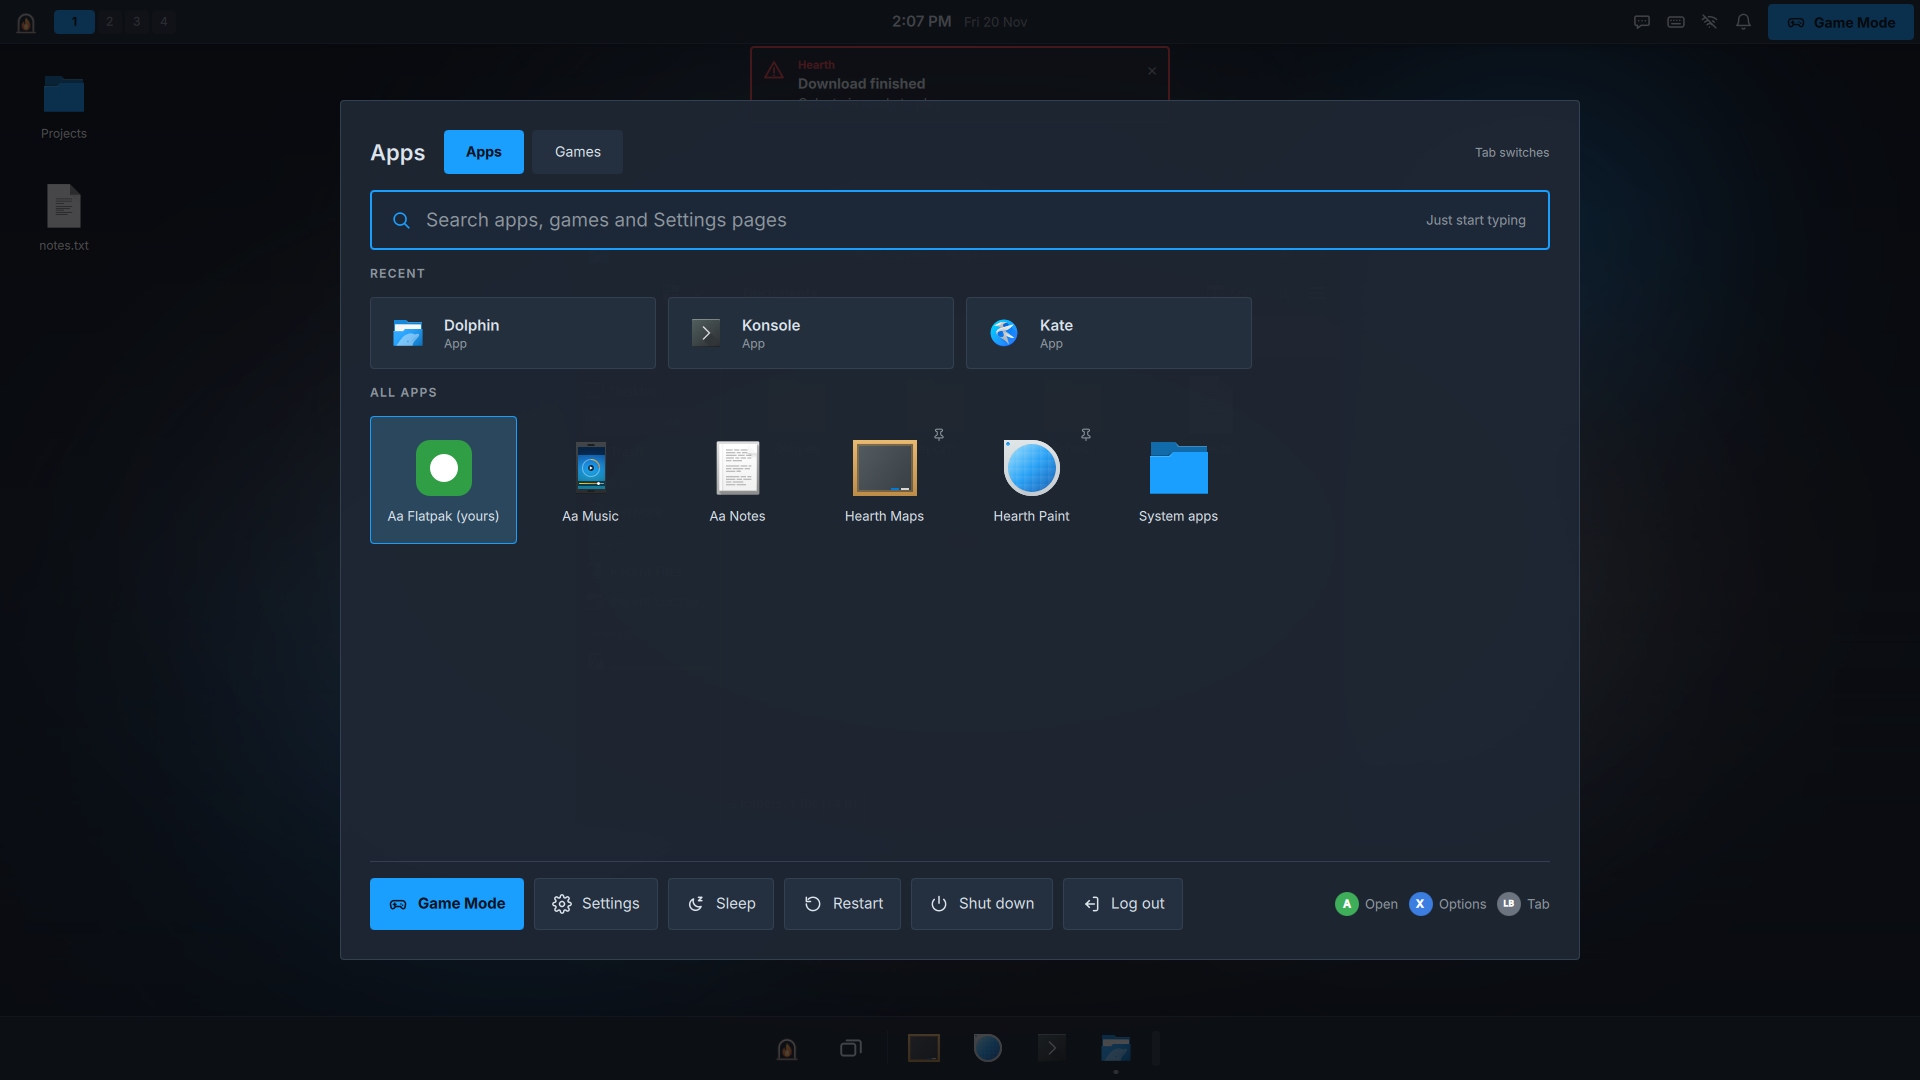 1 2 3 4
2:07 PM Fri 20 Nov
Game Mode
Hearth
Download finished
Projects
notes.txt
Apps
Apps
Games
Tab switches
Search apps, games and Settings pages
Just start typing
RECENT
Dolphin
App
Konsole
App
Kate
App
ALL APPS
Aa Flatpak (yours)
Aa Music
Aa Notes
Hearth Maps
Hearth Paint
System apps
Game Mode
Settings
Sleep
Restart
Shut down
Log out
A Open
X Options
LB Tab